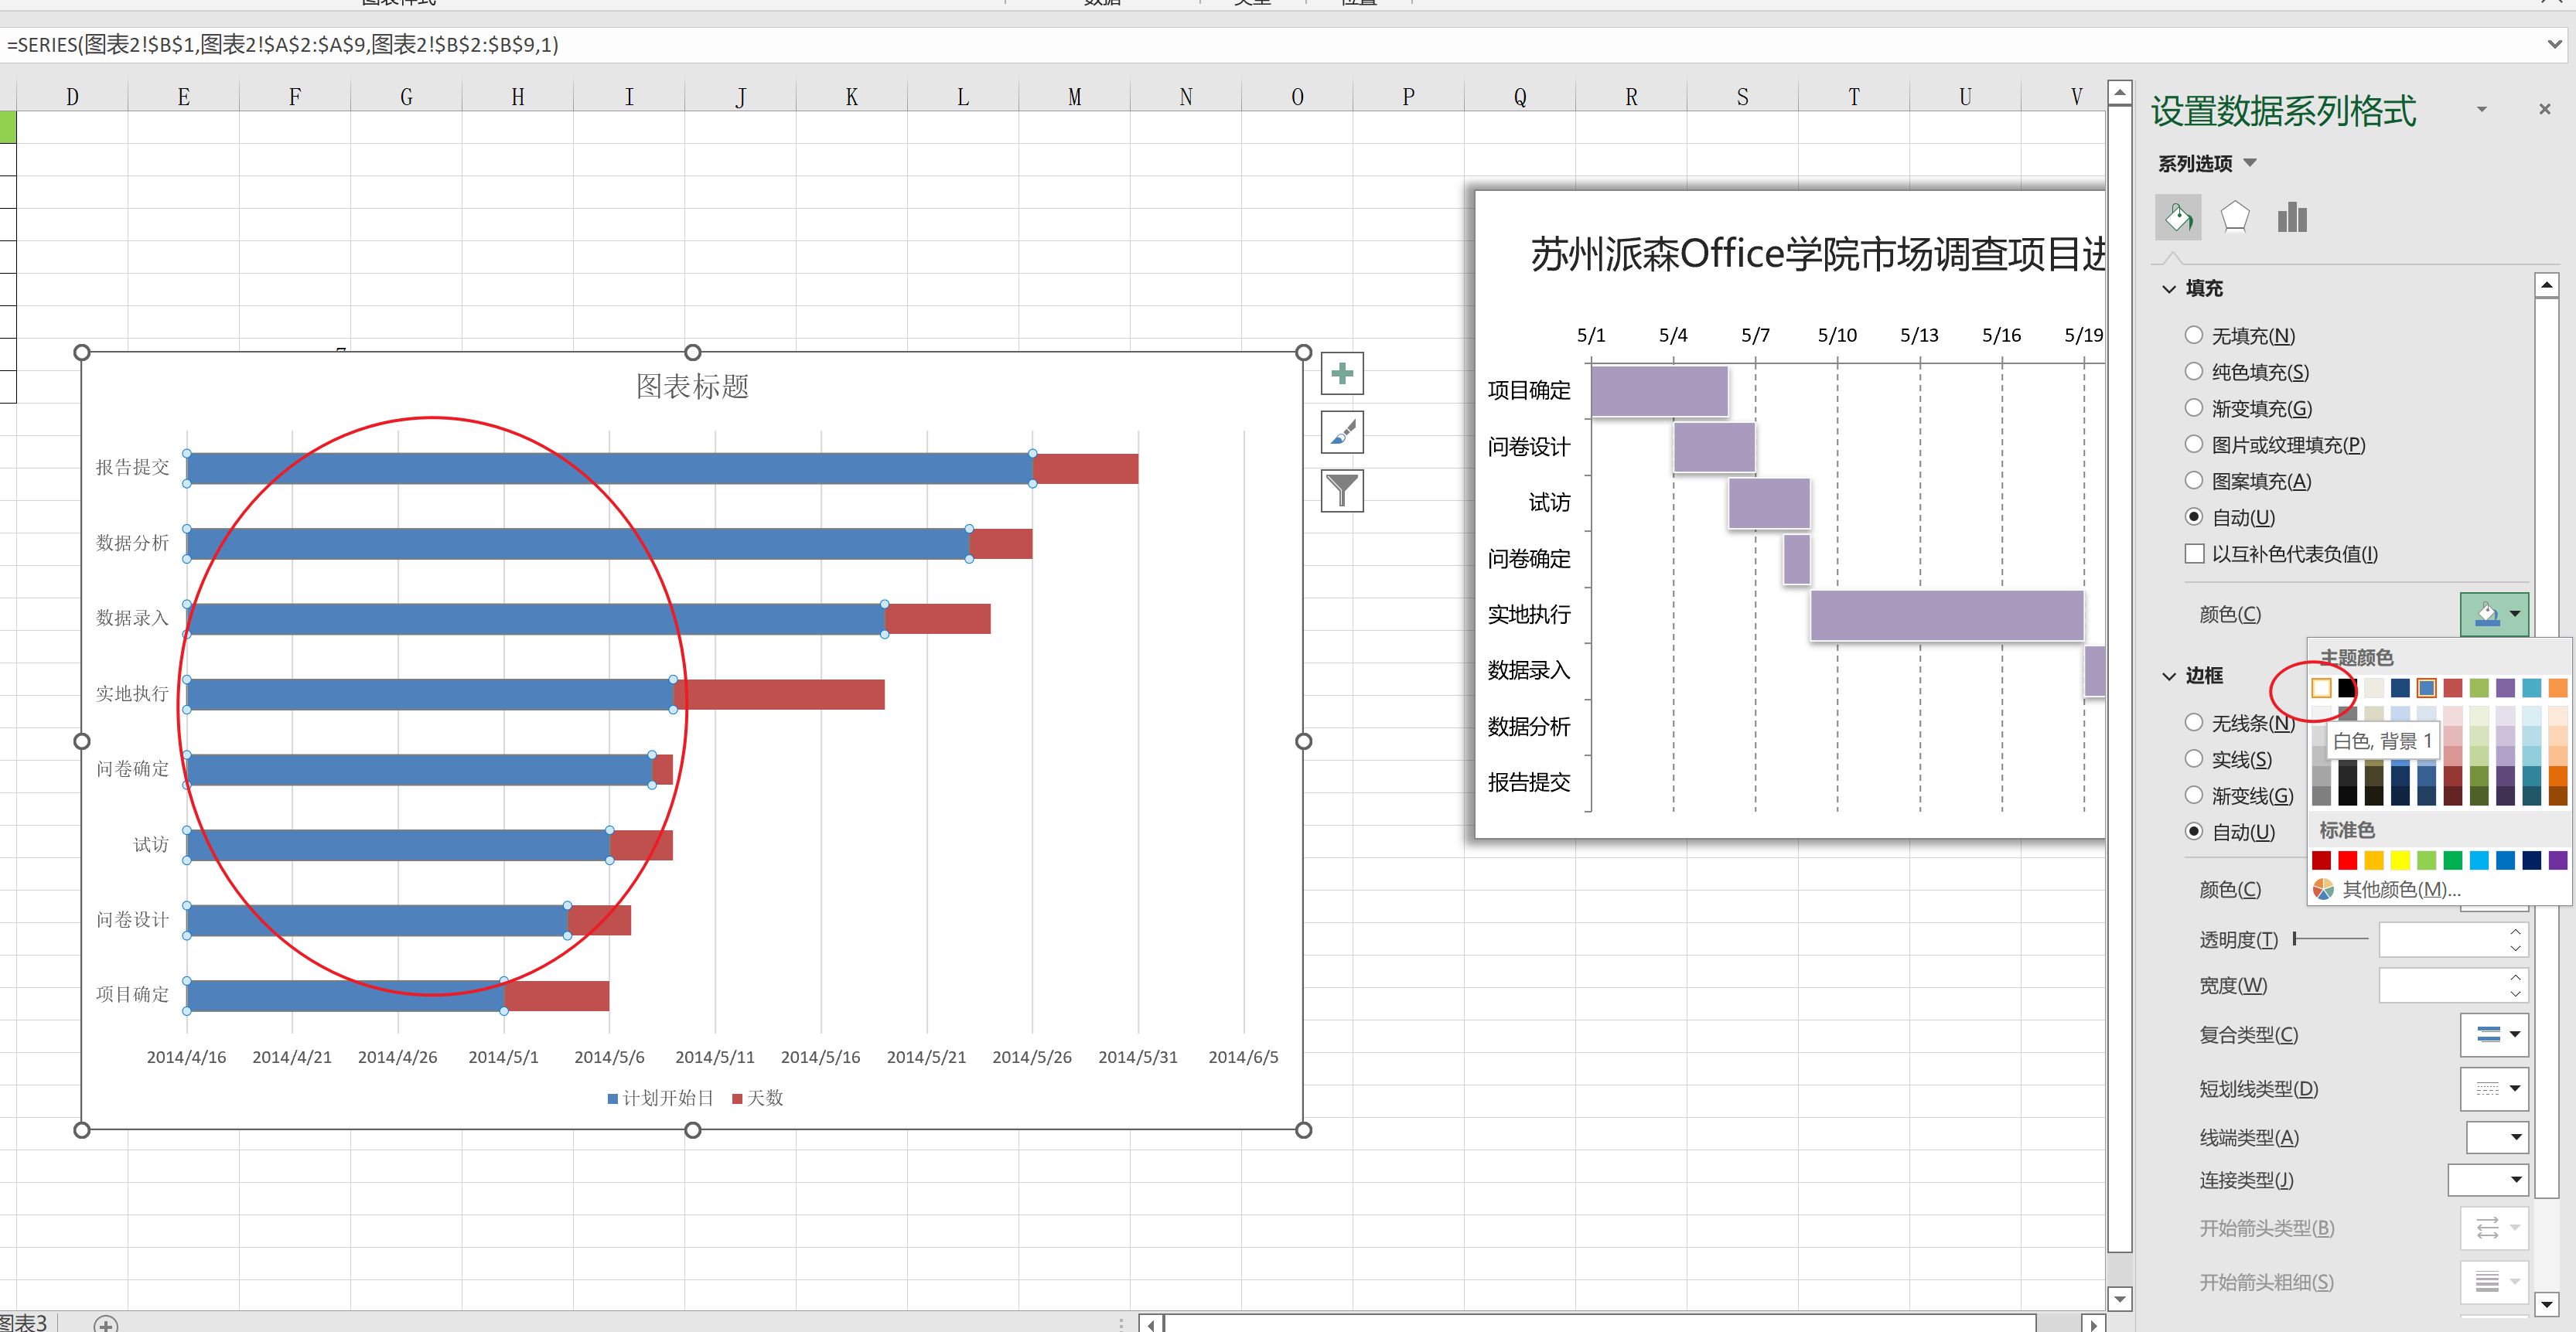 图表样式
数据
类型
位置
=SERIES(图表2!$B$1,图表2!$A$2:$A$9,图表2!$B$2:$B$9,1)
D E F G H I J K L M N O P Q R S T U V
图表标题
报告提交
数据分析
数据录入
实地执行
问卷确定
试访
问卷设计
项目确定
2014/4/16 2014/4/21 2014/4/26 2014/5/1 2014/5/6 2014/5/11 2014/5/16 2014/5/21 2014/5/26 2014/5/31 2014/6/5
计划开始日 天数
苏州派森Office学院市场调查项目进
5/1 5/4 5/7 5/10 5/13 5/16 5/19
项目确定
问卷设计
试访
问卷确定
实地执行
数据录入
数据分析
报告提交
设置数据系列格式
系列选项
填充
无填充(N)
纯色填充(S)
渐变填充(G)
图片或纹理填充(P)
图案填充(A)
自动(U)
以互补色代表负值(I)
颜色(C)
主题颜色
白色, 背景 1
标准色
其他颜色(M)...
边框
无线条(N)
实线(S)
渐变线(G)
自动(U)
颜色(C)
透明度(T)
宽度(W)
复合类型(C)
短划线类型(D)
线端类型(A)
连接类型(J)
开始箭头类型(B)
开始箭头粗细(S)
图表3